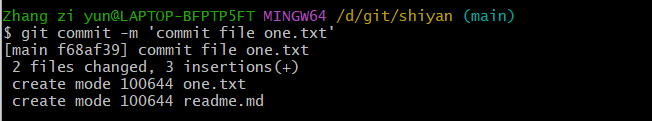 Zhang zi yun@LAPTOP-BFPTP5FT MINGW64 /d/git/shiyan (main)
$ git commit -m 'commit file one.txt'
[main f68af39] commit file one.txt
 2 files changed, 3 insertions(+)
 create mode 100644 one.txt
 create mode 100644 readme.md